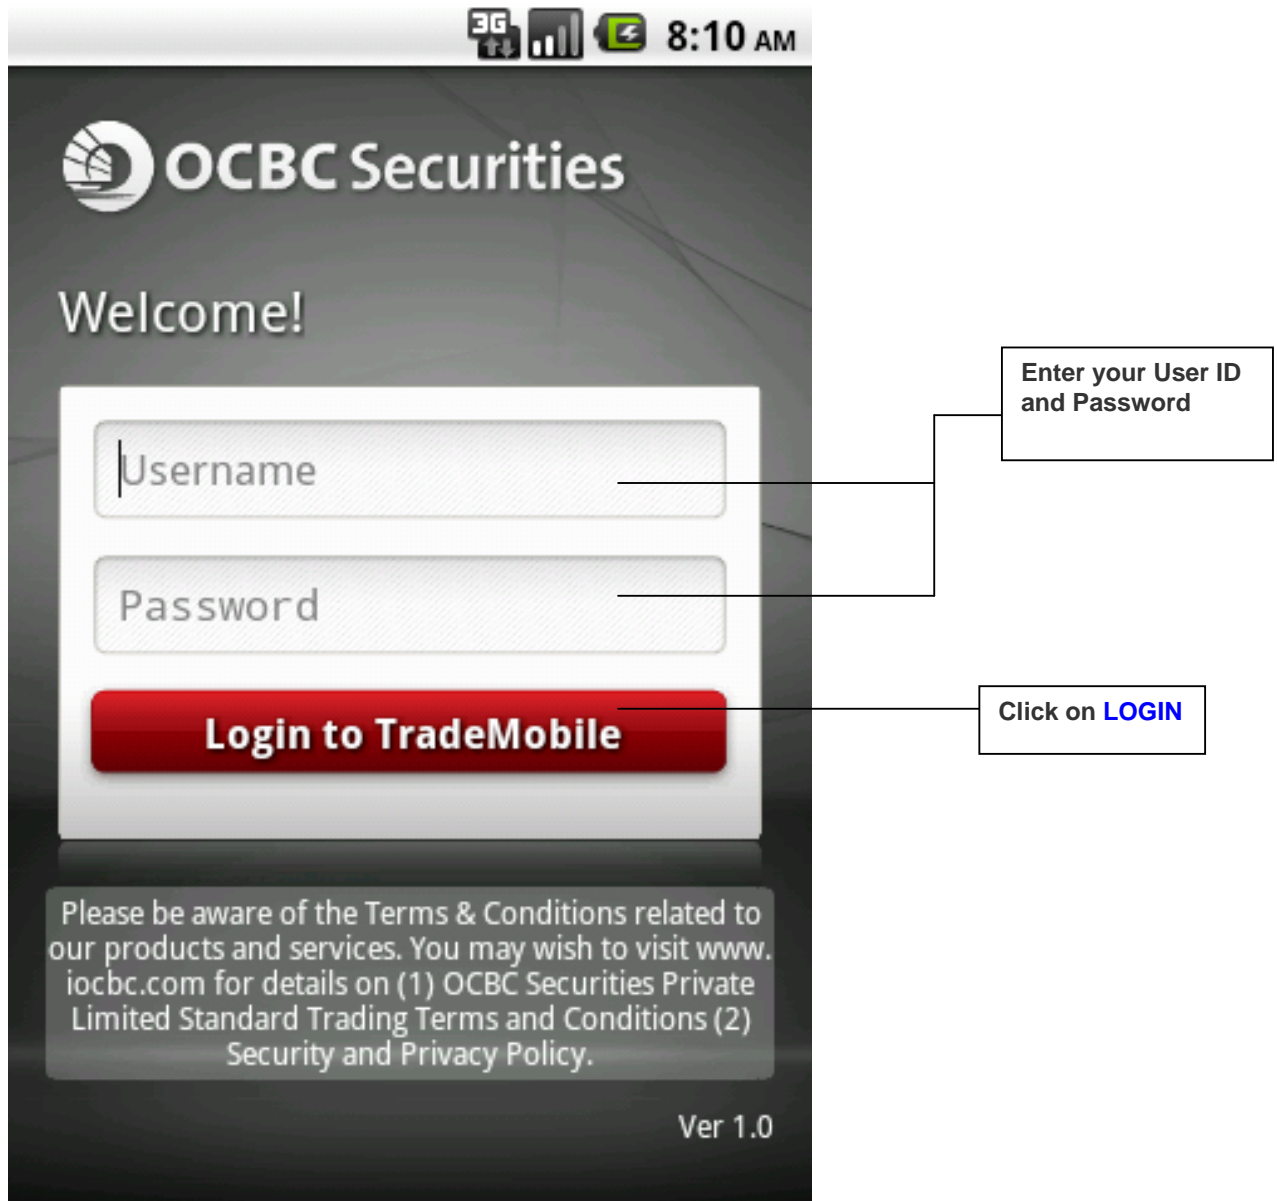 3G 8:10 AM
OCBC Securities
Welcome!
Enter your User ID
and Password
Username
Password
Click on LOGIN
Login to TradeMobile
Please be aware of the Terms & Conditions related to
our products and services. You may wish to visit www.
iocbc.com for details on (1) OCBC Securities Private
Limited Standard Trading Terms and Conditions (2)
Security and Privacy Policy.
Ver 1.0